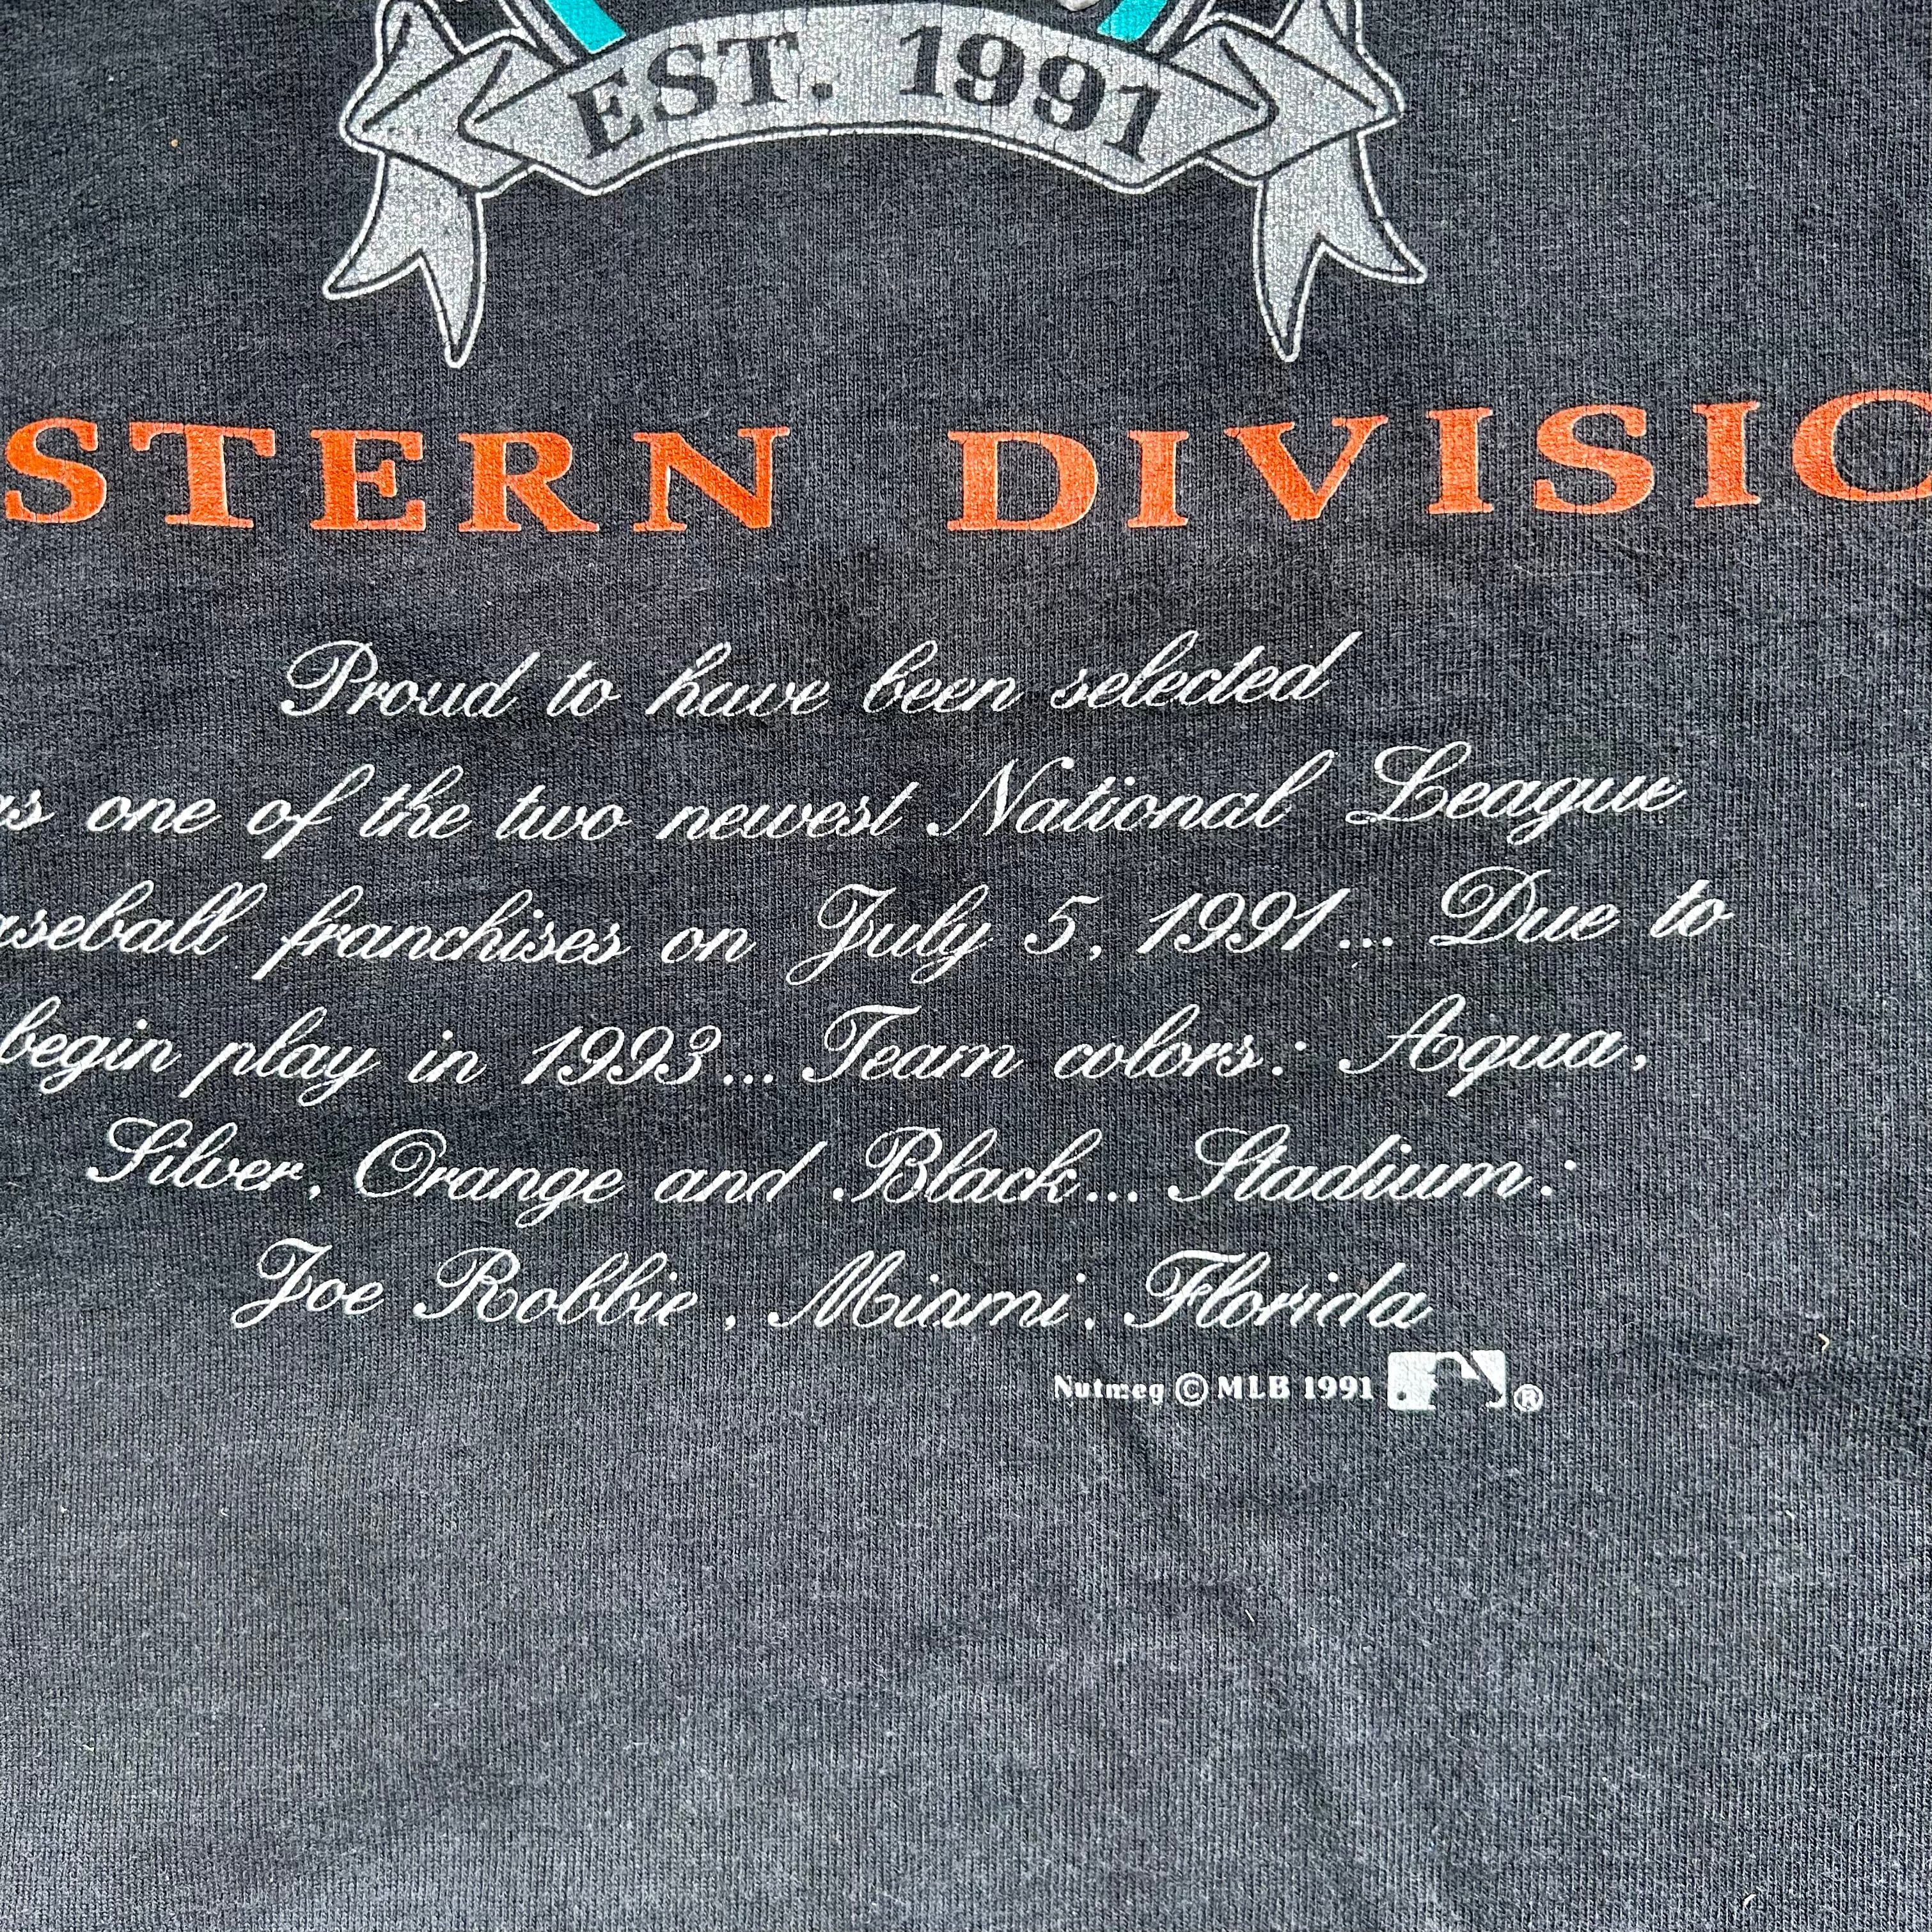 EST. 1991
STERN DIVISIO
Proud to have been selected
as one of the two newest National League
aseball franchises on July 5, 1991... Due to
begin play in 1993... Team colors: Aqua,
Silver, Orange and Black... Stadium:
Joe Robbie, Miami, Florida
Nutmeg © MLB 1991 ®